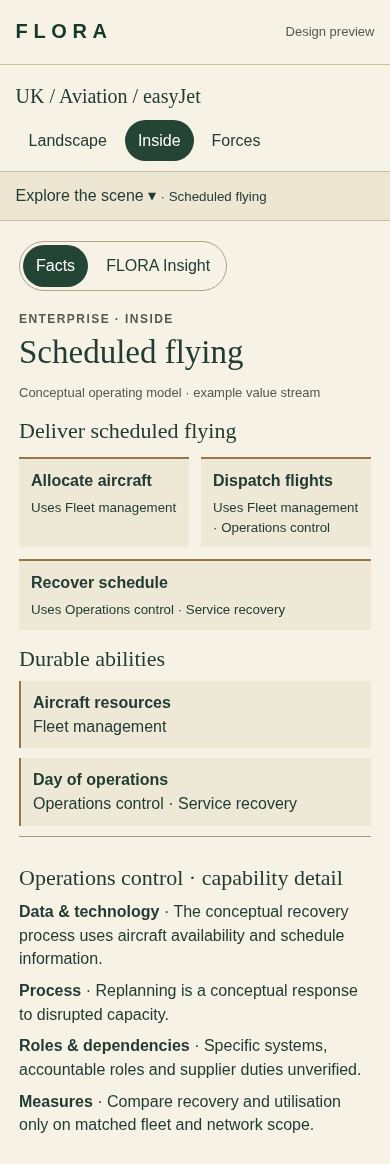 FLORA
Design preview
UK / Aviation / easyJet
Landscape
Inside
Forces
Explore the scene ▾ · Scheduled flying
Facts
FLORA Insight
ENTERPRISE · INSIDE
Scheduled flying
Conceptual operating model · example value stream
Deliver scheduled flying
Allocate aircraft
Uses Fleet management
Dispatch flights
Uses Fleet management
· Operations control
Recover schedule
Uses Operations control · Service recovery
Durable abilities
Aircraft resources
Fleet management
Day of operations
Operations control · Service recovery
Operations control · capability detail
Data & technology · The conceptual recovery
process uses aircraft availability and schedule
information.
Process · Replanning is a conceptual response
to disrupted capacity.
Roles & dependencies · Specific systems,
accountable roles and supplier duties unverified.
Measures · Compare recovery and utilisation
only on matched fleet and network scope.